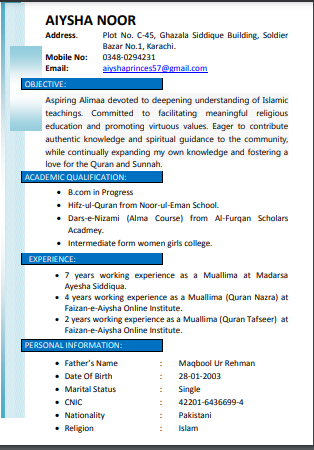 AIYSHA NOOR
Address. Plot No. C-45, Ghazala Siddique Building, Soldier
Bazar No.1, Karachi.
Mobile No: 0348-0294231
Email: aiyshaprinces57@gmail.com
OBJECTIVE:
Aspiring Alimaa devoted to deepening understanding of Islamic
teachings. Committed to facilitating meaningful religious
education and promoting virtuous values. Eager to contribute
authentic knowledge and spiritual guidance to the community,
while continually expanding my own knowledge and fostering a
love for the Quran and Sunnah.
ACADEMIC QUALIFICATION:
• B.com in Progress
• Hifz-ul-Quran from Noor-ul-Eman School.
• Dars-e-Nizami (Alma Course) from Al-Furqan Scholars
Acadmey.
• Intermediate form women girls college.
EXPERIENCE:
• 7 years working experience as a Muallima at Madarsa
Ayesha Siddiqua.
• 4 years working experience as a Muallima (Quran Nazra) at
Faizan-e-Aiysha Online Institute.
• 2 years working experience as a Muallima (Quran Tafseer) at
Faizan-e-Aiysha Online Institute.
PERSONAL INFORMATION:
• Father's Name : Maqbool Ur Rehman
• Date Of Birth : 28-01-2003
• Marital Status : Single
• CNIC : 42201-6436699-4
• Nationality : Pakistani
• Religion : Islam